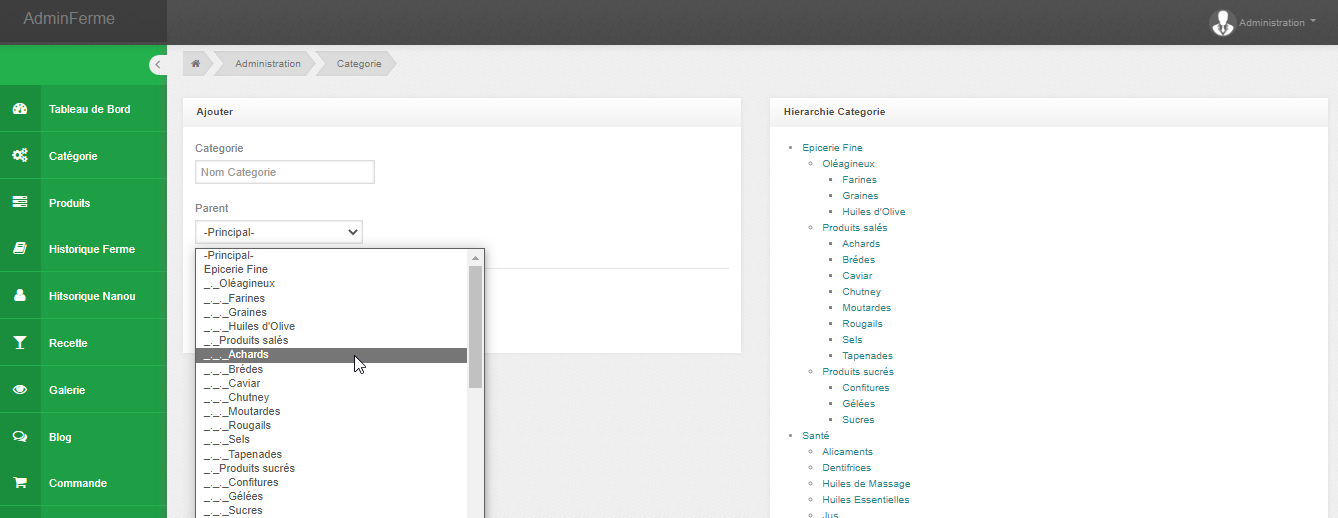 AdminFerme
Administration
Administration
Categorie
Tableau de Bord
Catégorie
Produits
Historique Ferme
Hitsorique Nanou
Recette
Galerie
Blog
Commande
Ajouter
Categorie
Nom Categorie
Parent
-Principal-
-Principal-
Epicerie Fine
_._Oléagineux
_._._Farines
_._._Graines
_._._Huiles d'Olive
_._Produits salés
_._._Achards
_._._Brédes
_._._Caviar
_._._Chutney
_._._Moutardes
_._._Rougails
_._._Sels
_._._Tapenades
_._Produits sucrés
_._._Confitures
_._._Gélées
_._._Sucres
Hierarchie Categorie
Epicerie Fine
Oléagineux
Farines
Graines
Huiles d'Olive
Produits salés
Achards
Brédes
Caviar
Chutney
Moutardes
Rougails
Sels
Tapenades
Produits sucrés
Confitures
Gélées
Sucres
Santé
Alicaments
Dentifrices
Huiles de Massage
Huiles Essentielles
Jus